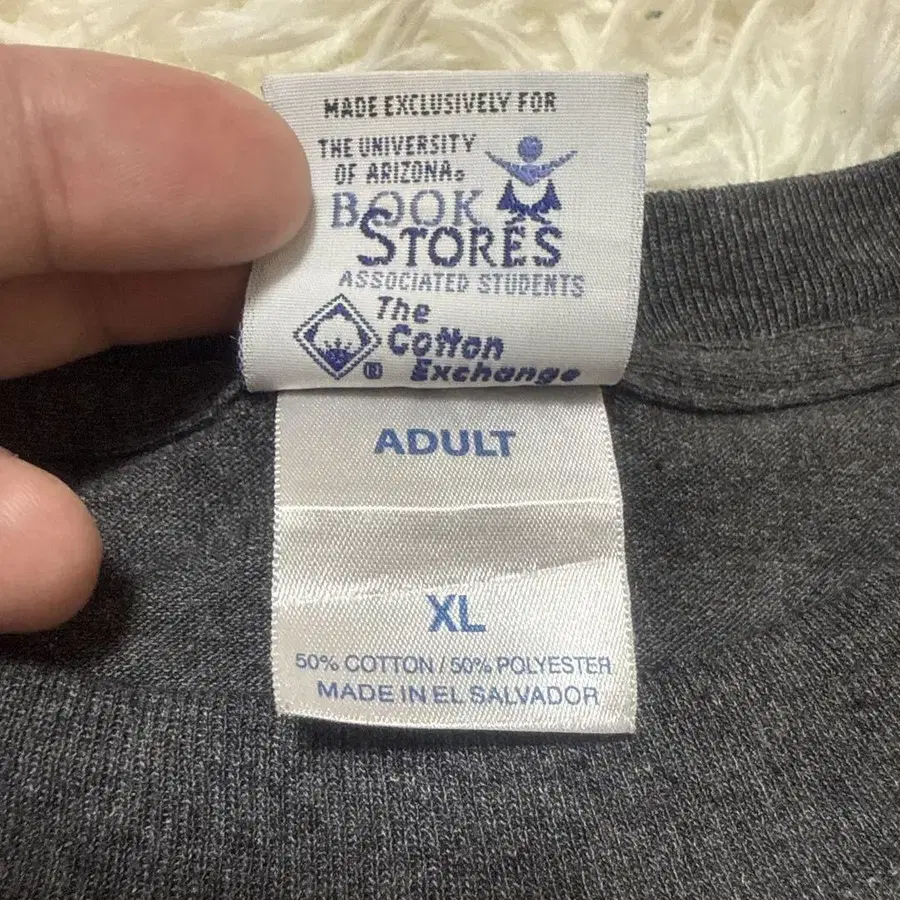 MADE EXCLUSIVELY FOR
THE UNIVERSITY
OF ARIZONA®
BOOK
STORES
ASSOCIATED STUDENTS
The
Cotton
® Exchange
ADULT
XL
50% COTTON / 50% POLYESTER
MADE IN EL SALVADOR